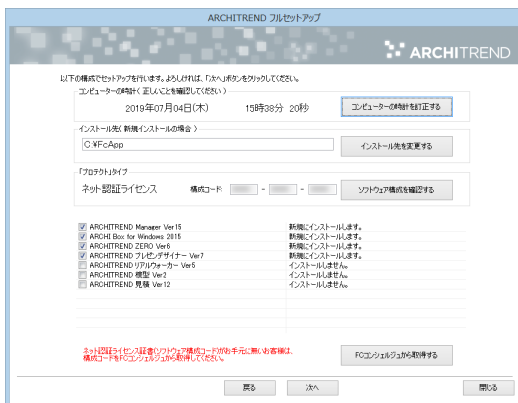 ARCHITREND フルセットアップ
ARCHITREND
以下の構成でセットアップを行います。よろしければ、「次へ」ボタンをクリックしてください。
コンピューターの時計( 正しいことを確認してください )
2019年07月04日(木) 15時38分 20秒 コンピューターの時計を訂正する
インストール先( 新規インストールの場合 )
C:¥FcApp インストール先を変更する
「プロテクト」タイプ
ネット認証ライセンス 構成コード: - - ソフトウェア構成を確認する
ARCHITREND Manager Ver15 新規にインストールします。
ARCHI Box for Windows 2015 新規にインストールします。
ARCHITREND ZERO Ver6 新規にインストールします。
ARCHITREND プレゼンデザイナー Ver7 新規にインストールします。
ARCHITREND リアルウォーカー Ver5 インストールしません。
ARCHITREND 模型 Ver2 インストールしません。
ARCHITREND 見積 Ver12 インストールしません。
ネット認証ライセンス証書(ソフトウェア構成コード)がお手元に無いお客様は、
構成コードをFCコンシェルジュから取得してください。
FCコンシェルジュから取得する
戻る 次へ 閉じる